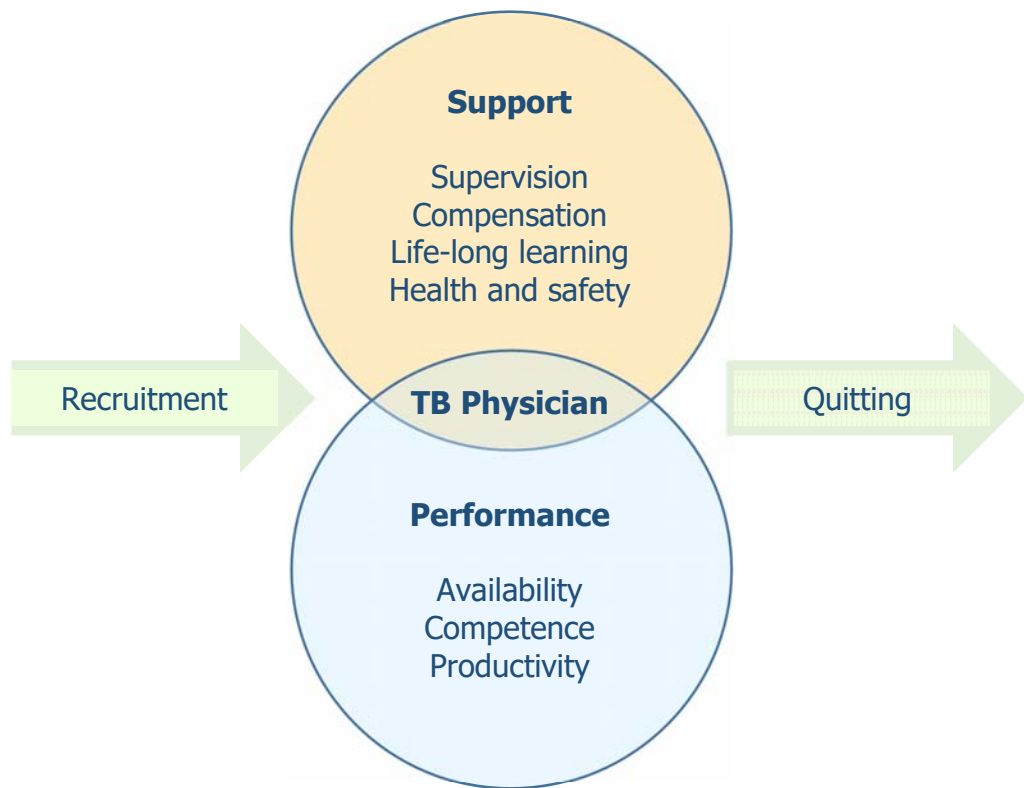 Support
Supervision
Compensation
Life-long learning
Health and safety
Recruitment
TB Physician
Quitting
Performance
Availability
Competence
Productivity